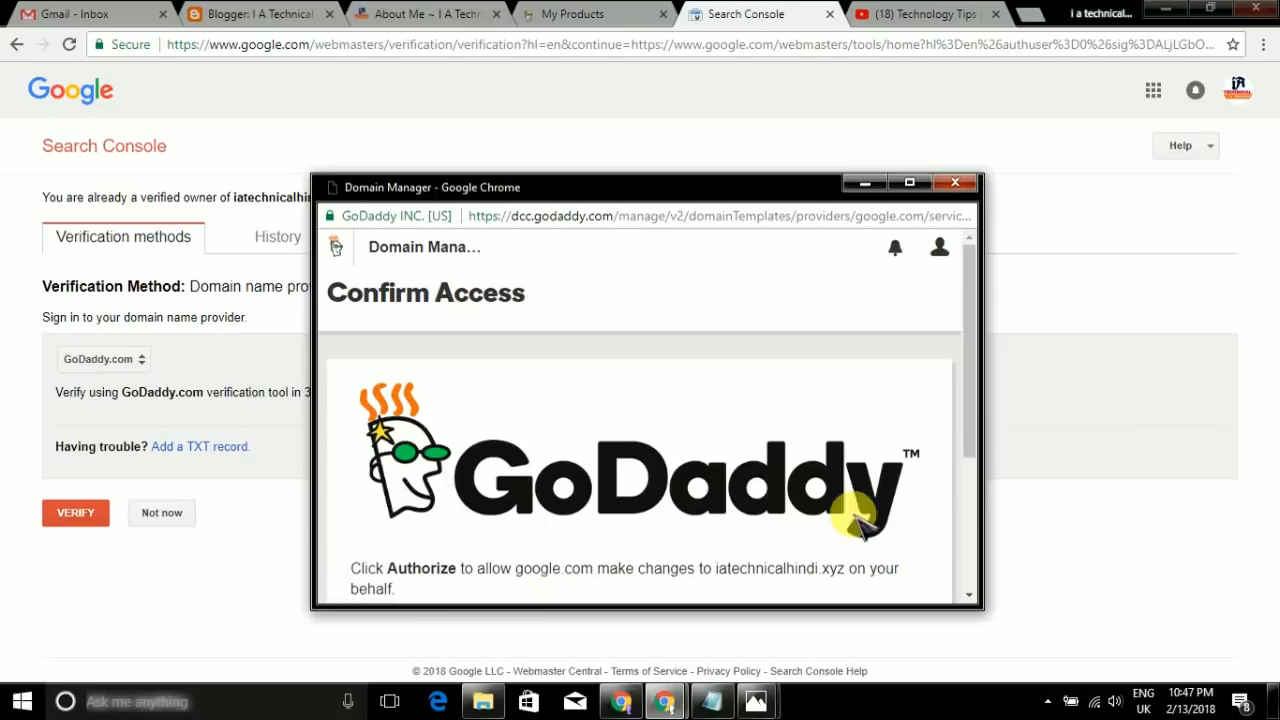 Gmail - Inbox
Blogger: I A Technical
About Me ~ I A Techn
My Products
Search Console
(18) Technology Tips
i a technical...
Secure
https://www.google.com/webmasters/verification/verification?hl=en&continue=https://www.google.com/webmasters/tools/home?hl%3Den%26authuser%3D0%26sig%3DALjLGbO...
Google
Search Console
Help
You are already a verified owner of iatechnicalhin
Verification methods
History
Verification Method: Domain name pro
Sign in to your domain name provider.
GoDaddy.com
Verify using GoDaddy.com verification tool in 3
Having trouble? Add a TXT record.
VERIFY
Not now
Domain Manager - Google Chrome
GoDaddy INC. [US]
https://dcc.godaddy.com/manage/v2/domainTemplates/providers/google.com/servic...
Domain Mana...
Confirm Access
GoDaddy™
Click Authorize to allow google.com make changes to iatechnicalhindi.xyz on your
behalf.
© 2018 Google LLC - Webmaster Central - Terms of Service - Privacy Policy - Search Console Help
Ask me anything
ENG
UK
10:47 PM
2/13/2018
8